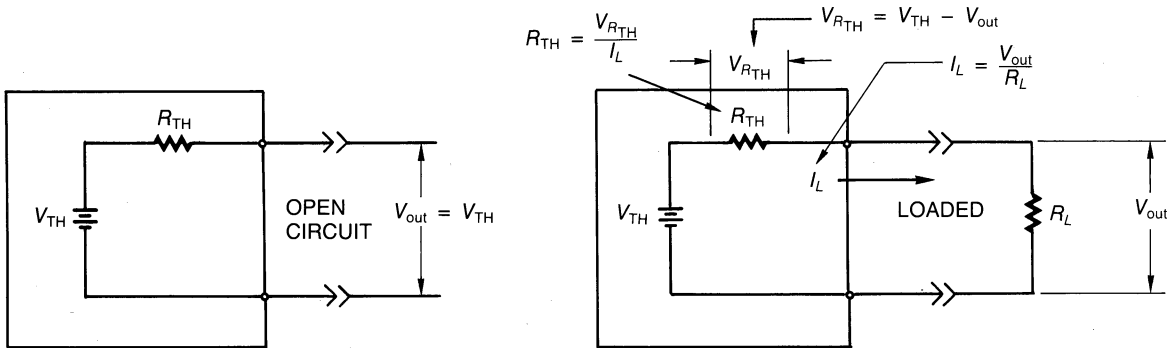 R_TH
V_TH
OPEN
CIRCUIT
V_out = V_TH
V_R_TH = V_TH − V_out
R_TH = V_R_TH / I_L
V_R_TH
I_L = V_out / R_L
R_TH
I_L
V_TH
LOADED
R_L
V_out